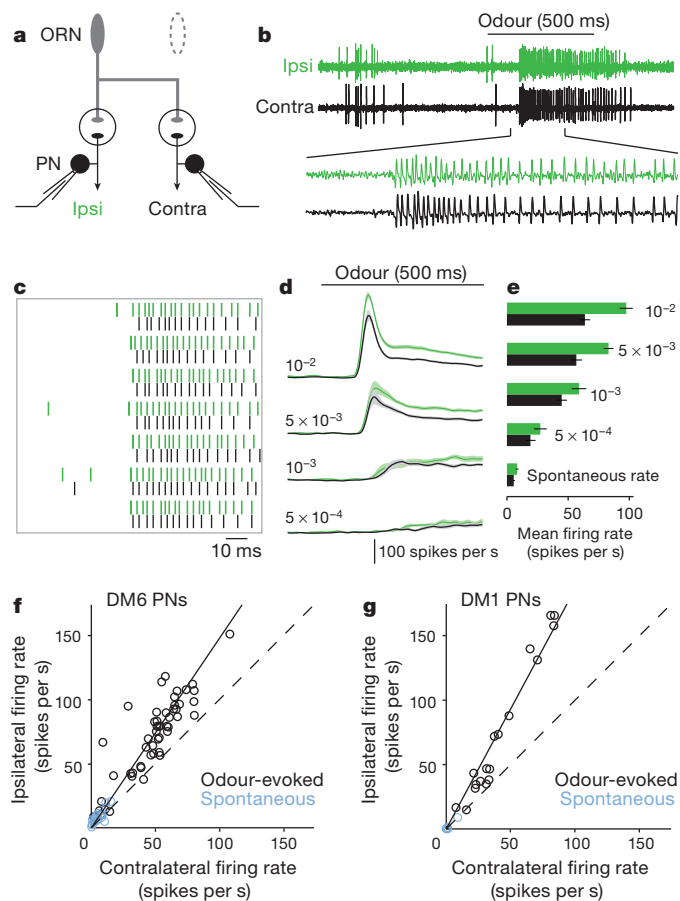 a
ORN
PN
Ipsi
Contra
b
Odour (500 ms)
Ipsi
Contra
c
10 ms
d
Odour (500 ms)
10⁻²
5 × 10⁻³
10⁻³
5 × 10⁻⁴
100 spikes per s
e
10⁻²
5 × 10⁻³
10⁻³
5 × 10⁻⁴
Spontaneous rate
0 50 100
Mean firing rate
(spikes per s)
f
DM6 PNs
Ipsilateral firing rate
(spikes per s)
150
100
50
Odour-evoked
Spontaneous
0 50 100 150
Contralateral firing rate
(spikes per s)
g
DM1 PNs
Ipsilateral firing rate
(spikes per s)
150
100
50
Odour-evoked
Spontaneous
0 50 100 150
Contralateral firing rate
(spikes per s)